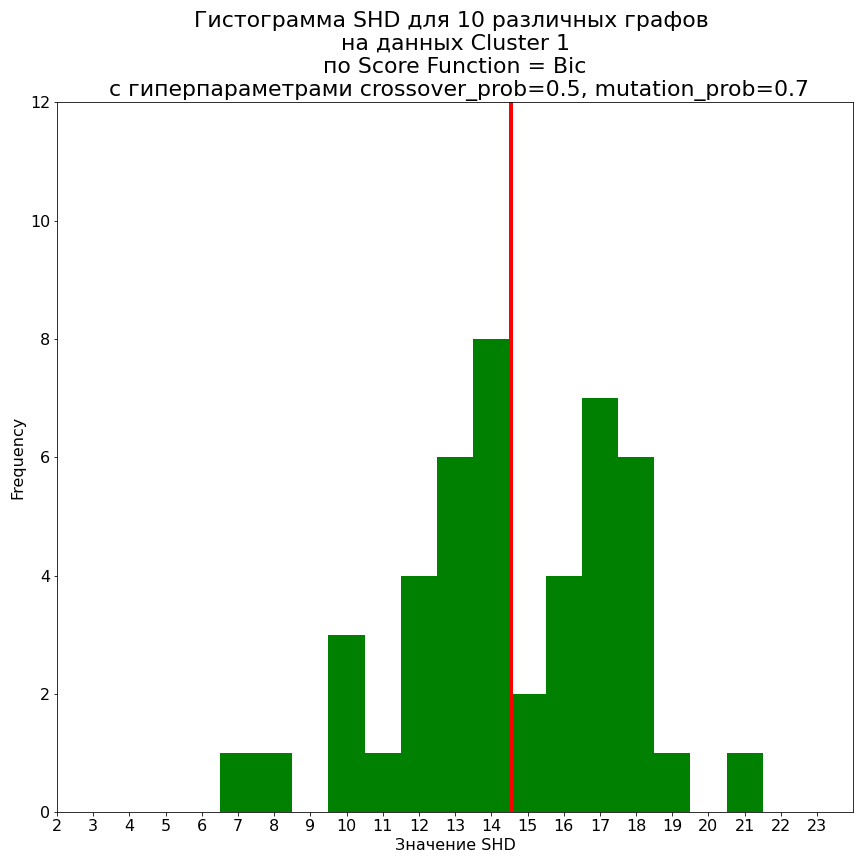 Гистограмма SHD для 10 различных графов
на данных Cluster 1
по Score Function = Bic
с гиперпараметрами crossover_prob=0.5, mutation_prob=0.7
12
10
8
6
4
2
0
Frequency
2 3 4 5 6 7 8 9 10 11 12 13 14 15 16 17 18 19 20 21 22 23
Значение SHD